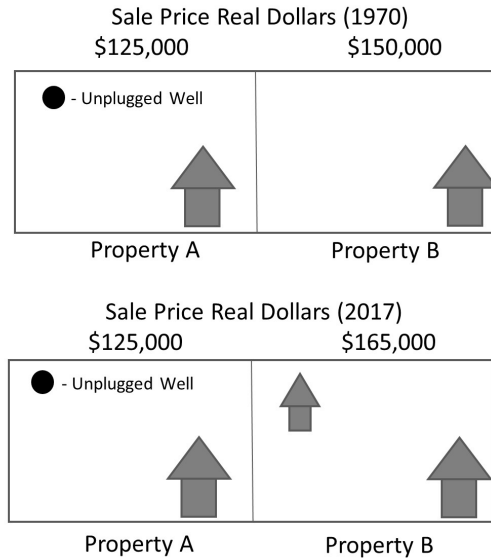 Sale Price Real Dollars (1970)
$125,000 $150,000
- Unplugged Well
Property A Property B
Sale Price Real Dollars (2017)
$125,000 $165,000
- Unplugged Well
Property A Property B